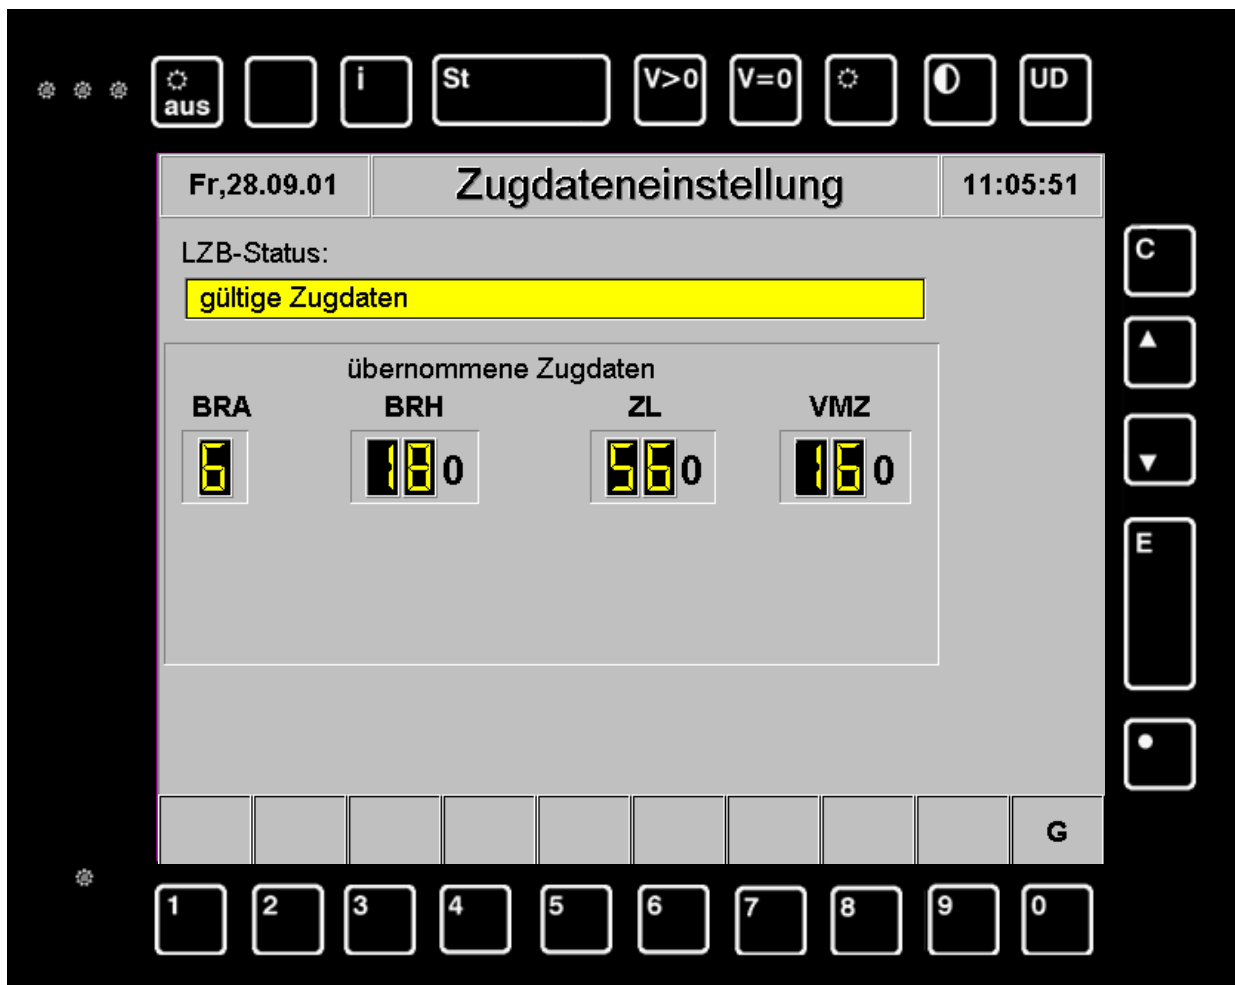 aus i St V>0 V=0 UD
Fr,28.09.01 Zugdateneinstellung 11:05:51
C
LZB-Status:
gültige Zugdaten
übernommene Zugdaten
BRA BRH ZL VMZ
6 180 560 160
E
G
1 2 3 4 5 6 7 8 9 0